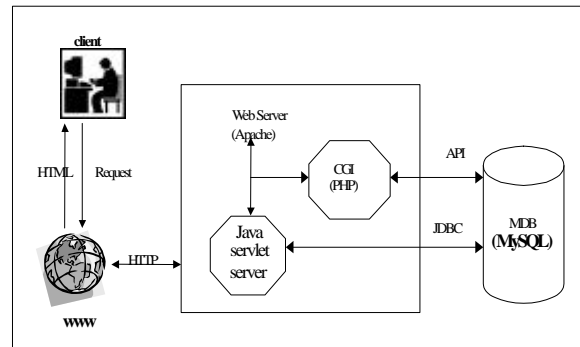 client
Web Server
(Apache)
CGI
(PHP)
API
HTML
Request
Java
servlet
server
JDBC
MDB
(MySQL)
HTTP
www